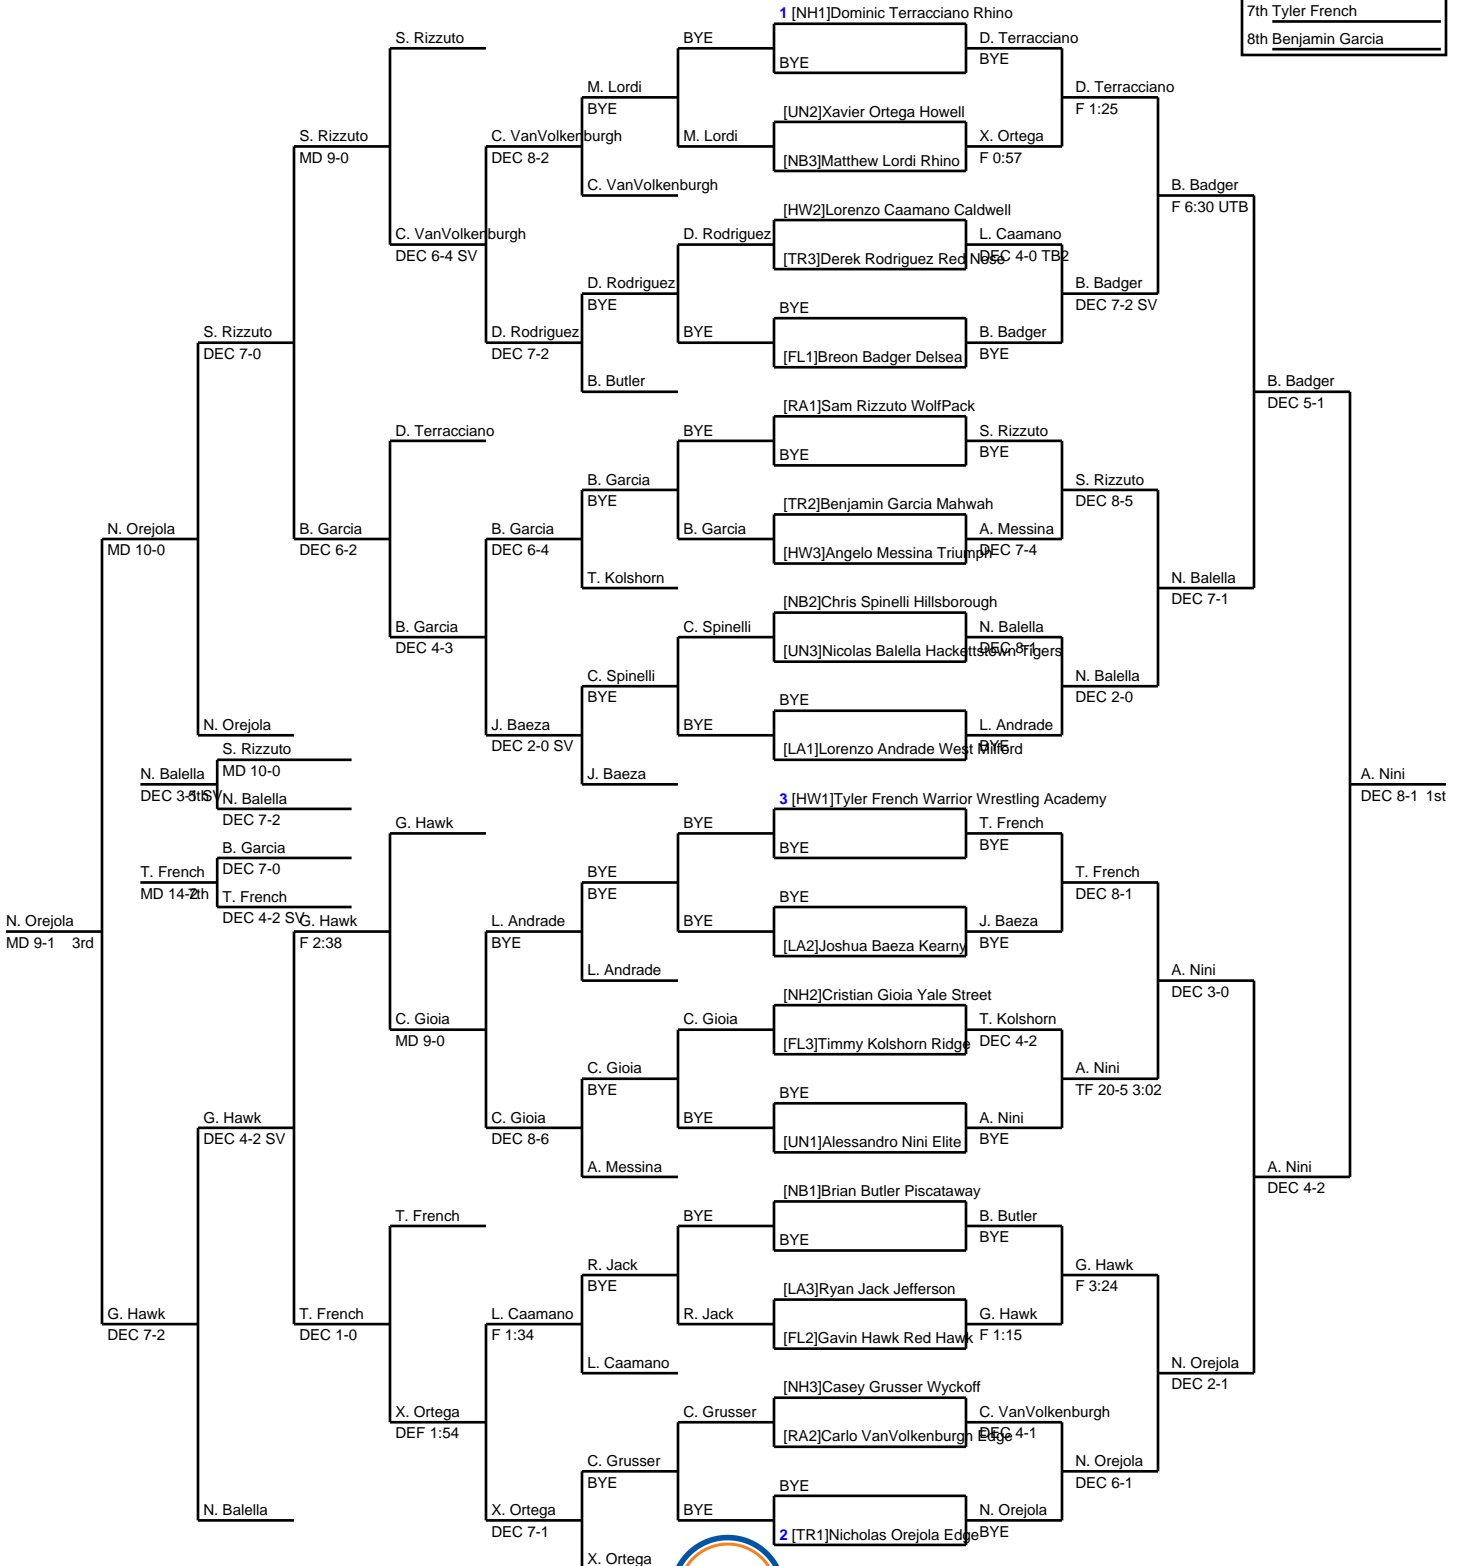 1 [NH1]Dominic Terracciano Rhino
7th Tyler French
8th Benjamin Garcia
S. Rizzuto
BYE
D. Terracciano
BYE
BYE
M. Lordi
BYE
D. Terracciano
F 1:25
[UN2]Xavier Ortega Howell
S. Rizzuto
MD 9-0
C. VanVolkenburgh
DEC 8-2
M. Lordi
X. Ortega
F 0:57
[NB3]Matthew Lordi Rhino
C. VanVolkenburgh
B. Badger
F 6:30 UTB
[HW2]Lorenzo Caamano Caldwell
C. VanVolkenburgh
DEC 6-4 SV
D. Rodriguez
L. Caamano
DEC 4-0 TB2
[TR3]Derek Rodriguez Red Nose
D. Rodriguez
BYE
B. Badger
DEC 7-2 SV
BYE
S. Rizzuto
DEC 7-0
D. Rodriguez
DEC 7-2
BYE
B. Badger
BYE
[FL1]Breon Badger Delsea
B. Butler
B. Badger
DEC 5-1
[RA1]Sam Rizzuto WolfPack
D. Terracciano
BYE
S. Rizzuto
BYE
BYE
B. Garcia
BYE
S. Rizzuto
DEC 8-5
[TR2]Benjamin Garcia Mahwah
N. Orejola
MD 10-0
B. Garcia
DEC 6-2
B. Garcia
DEC 6-4
B. Garcia
A. Messina
DEC 7-4
[HW3]Angelo Messina Triumph
T. Kolshorn
N. Balella
DEC 7-1
[NB2]Chris Spinelli Hillsborough
B. Garcia
DEC 4-3
C. Spinelli
N. Balella
DEC 8-1
[UN3]Nicolas Balella Hackettstown Tigers
C. Spinelli
BYE
N. Balella
DEC 2-0
BYE
N. Orejola
J. Baeza
DEC 2-0 SV
BYE
L. Andrade
BYE
[LA1]Lorenzo Andrade West Milford
S. Rizzuto
MD 10-0
N. Balella
DEC 3-1 SV
5th
J. Baeza
A. Nini
DEC 8-1 1st
N. Balella
DEC 7-2
3 [HW1]Tyler French Warrior Wrestling Academy
G. Hawk
BYE
T. French
BYE
BYE
B. Garcia
DEC 7-0
T. French
MD 14-2
7th
BYE
BYE
T. French
DEC 8-1
T. French
DEC 4-2 SV
BYE
N. Orejola
MD 9-1 3rd
G. Hawk
F 2:38
L. Andrade
BYE
BYE
J. Baeza
BYE
[LA2]Joshua Baeza Kearny
L. Andrade
A. Nini
DEC 3-0
[NH2]Cristian Gioia Yale Street
C. Gioia
MD 9-0
C. Gioia
T. Kolshorn
DEC 4-2
[FL3]Timmy Kolshorn Ridge
C. Gioia
BYE
A. Nini
TF 20-5 3:02
BYE
G. Hawk
DEC 4-2 SV
C. Gioia
DEC 8-6
BYE
A. Nini
BYE
[UN1]Alessandro Nini Elite
A. Messina
A. Nini
DEC 4-2
[NB1]Brian Butler Piscataway
T. French
BYE
B. Butler
BYE
BYE
R. Jack
BYE
G. Hawk
F 3:24
[LA3]Ryan Jack Jefferson
G. Hawk
DEC 7-2
T. French
DEC 1-0
L. Caamano
F 1:34
R. Jack
G. Hawk
F 1:15
[FL2]Gavin Hawk Red Hawk
L. Caamano
N. Orejola
DEC 2-1
[NH3]Casey Grusser Wyckoff
X. Ortega
DEF 1:54
C. Grusser
C. VanVolkenburgh
DEC 4-1
[RA2]Carlo VanVolkenburgh Edge
C. Grusser
BYE
N. Orejola
DEC 6-1
BYE
N. Balella
X. Ortega
DEC 7-1
BYE
N. Orejola
BYE
2 [TR1]Nicholas Orejola Edge
X. Ortega